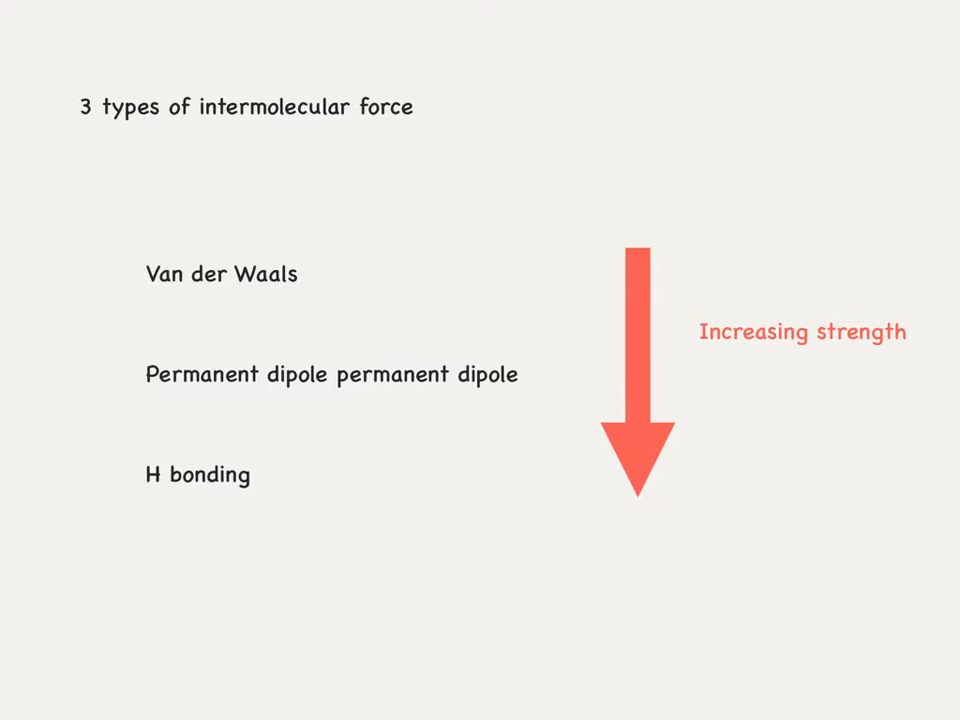 3 types of intermolecular force
Van der Waals
Increasing strength
Permanent dipole permanent dipole
H bonding